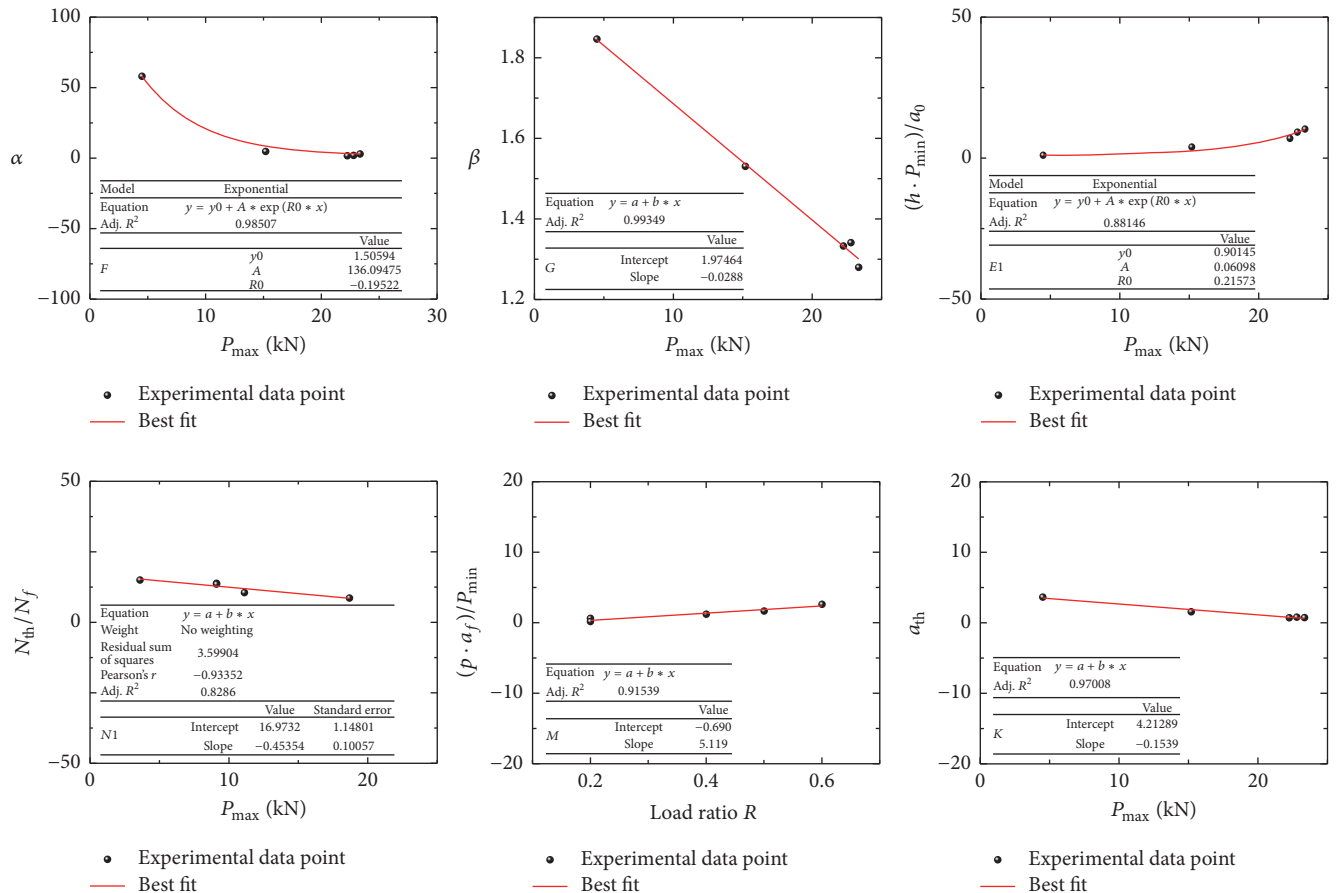 100
50
0
−50
−100
α
Model Exponential
Equation y = y0 + A ∗ exp (R0 ∗ x)
Adj. R² 0.98507
Value
F
y0 1.50594
A 136.09475
R0 −0.19522
0 10 20 30
P_max (kN)
Experimental data point
Best fit
1.8
1.6
1.4
1.2
β
Equation y = a + b ∗ x
Adj. R² 0.99349
Value
G
Intercept 1.97464
Slope −0.0288
0 10 20
P_max (kN)
Experimental data point
Best fit
50
0
−50
(h · P_min)/a_0
Model Exponential
Equation y = y0 + A ∗ exp (R0 ∗ x)
Adj. R² 0.88146
Value
E1
y0 0.90145
A 0.06098
R0 0.21573
0 10 20
P_max (kN)
Experimental data point
Best fit
50
0
−50
N_th/N_f
Equation y = a + b ∗ x
Weight No weighting
Residual sum
of squares 3.59904
Pearson's r −0.93352
Adj. R² 0.8286
Value Standard error
N1
Intercept 16.9732 1.14801
Slope −0.45354 0.10057
0 10 20
P_max (kN)
Experimental data point
Best fit
20
10
0
−10
−20
(p · a_f)/P_min
Equation y = a + b ∗ x
Adj. R² 0.91539
Value
M
Intercept −0.690
Slope 5.119
0.2 0.4 0.6
Load ratio R
Experimental data point
Best fit
20
10
0
−10
−20
a_th
Equation y = a + b ∗ x
Adj. R² 0.97008
Value
K
Intercept 4.21289
Slope −0.1539
0 10 20
P_max (kN)
Experimental data point
Best fit